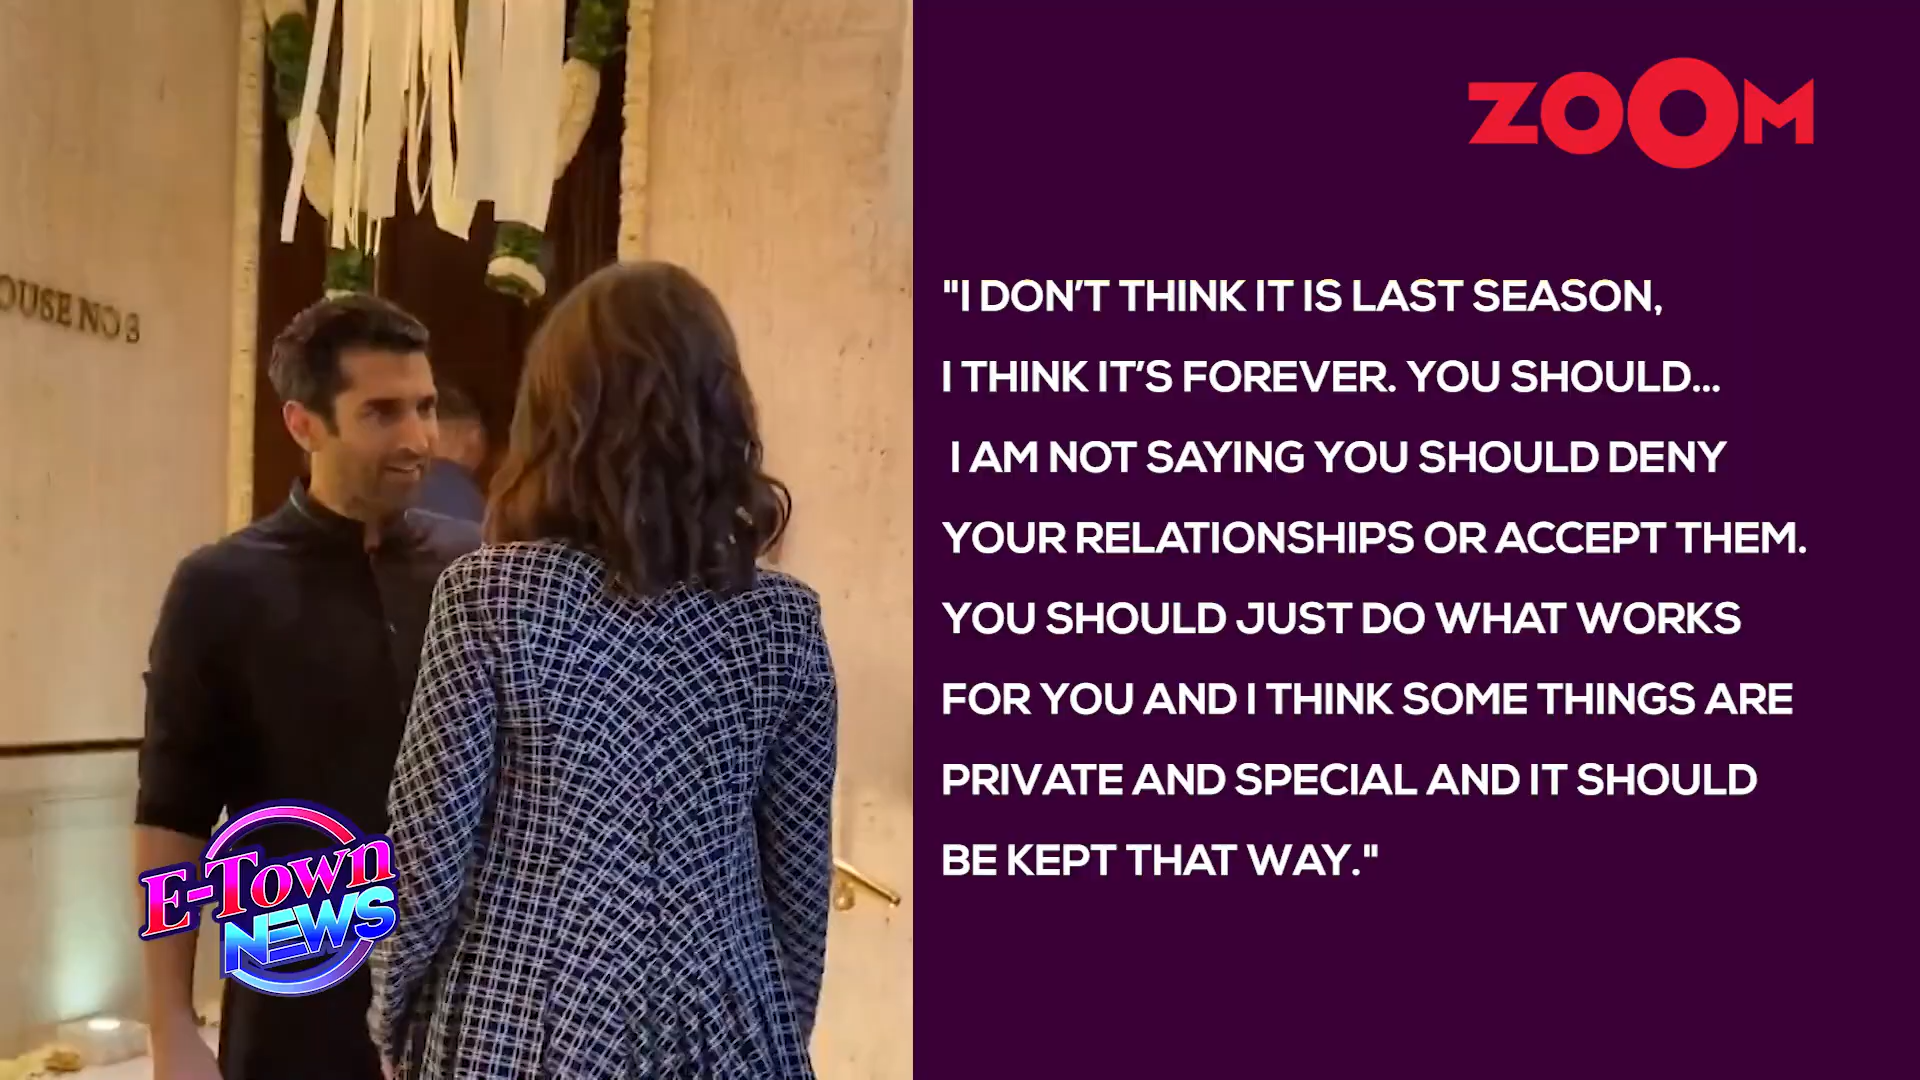 OUSE NO 3
ZOOM
"I DON'T THINK IT IS LAST SEASON,
I THINK IT'S FOREVER. YOU SHOULD...
I AM NOT SAYING YOU SHOULD DENY
YOUR RELATIONSHIPS OR ACCEPT THEM.
YOU SHOULD JUST DO WHAT WORKS
FOR YOU AND I THINK SOME THINGS ARE
PRIVATE AND SPECIAL AND IT SHOULD
BE KEPT THAT WAY."
E-TOWN
NEWS